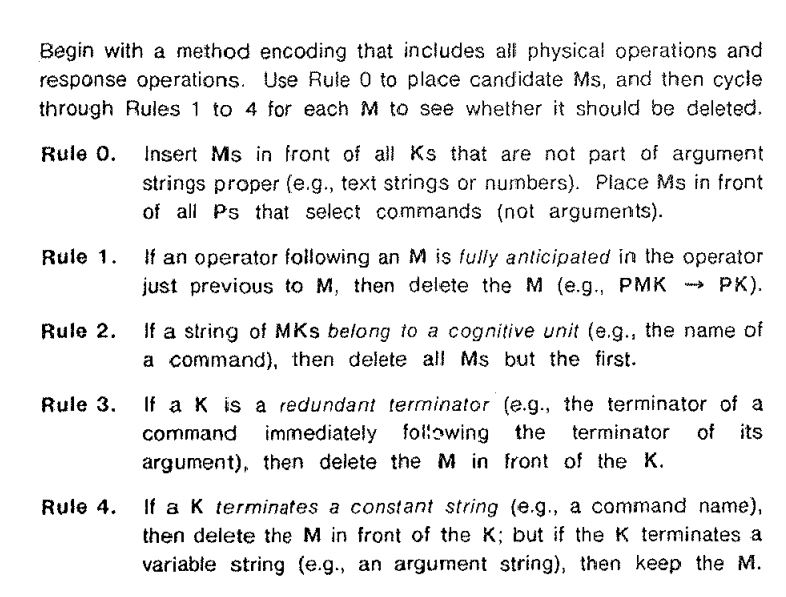 Begin with a method encoding that includes all physical operations and
response operations. Use Rule 0 to place candidate Ms, and then cycle
through Rules 1 to 4 for each M to see whether it should be deleted.
Rule 0. Insert Ms in front of all Ks that are not part of argument
strings proper (e.g., text strings or numbers). Place Ms in front
of all Ps that select commands (not arguments).
Rule 1. If an operator following an M is fully anticipated in the operator
just previous to M, then delete the M (e.g., PMK → PK).
Rule 2. If a string of MKs belong to a cognitive unit (e.g., the name of
a command), then delete all Ms but the first.
Rule 3. If a K is a redundant terminator (e.g., the terminator of a
command immediately following the terminator of its
argument), then delete the M in front of the K.
Rule 4. If a K terminates a constant string (e.g., a command name),
then delete the M in front of the K; but if the K terminates a
variable string (e.g., an argument string), then keep the M.